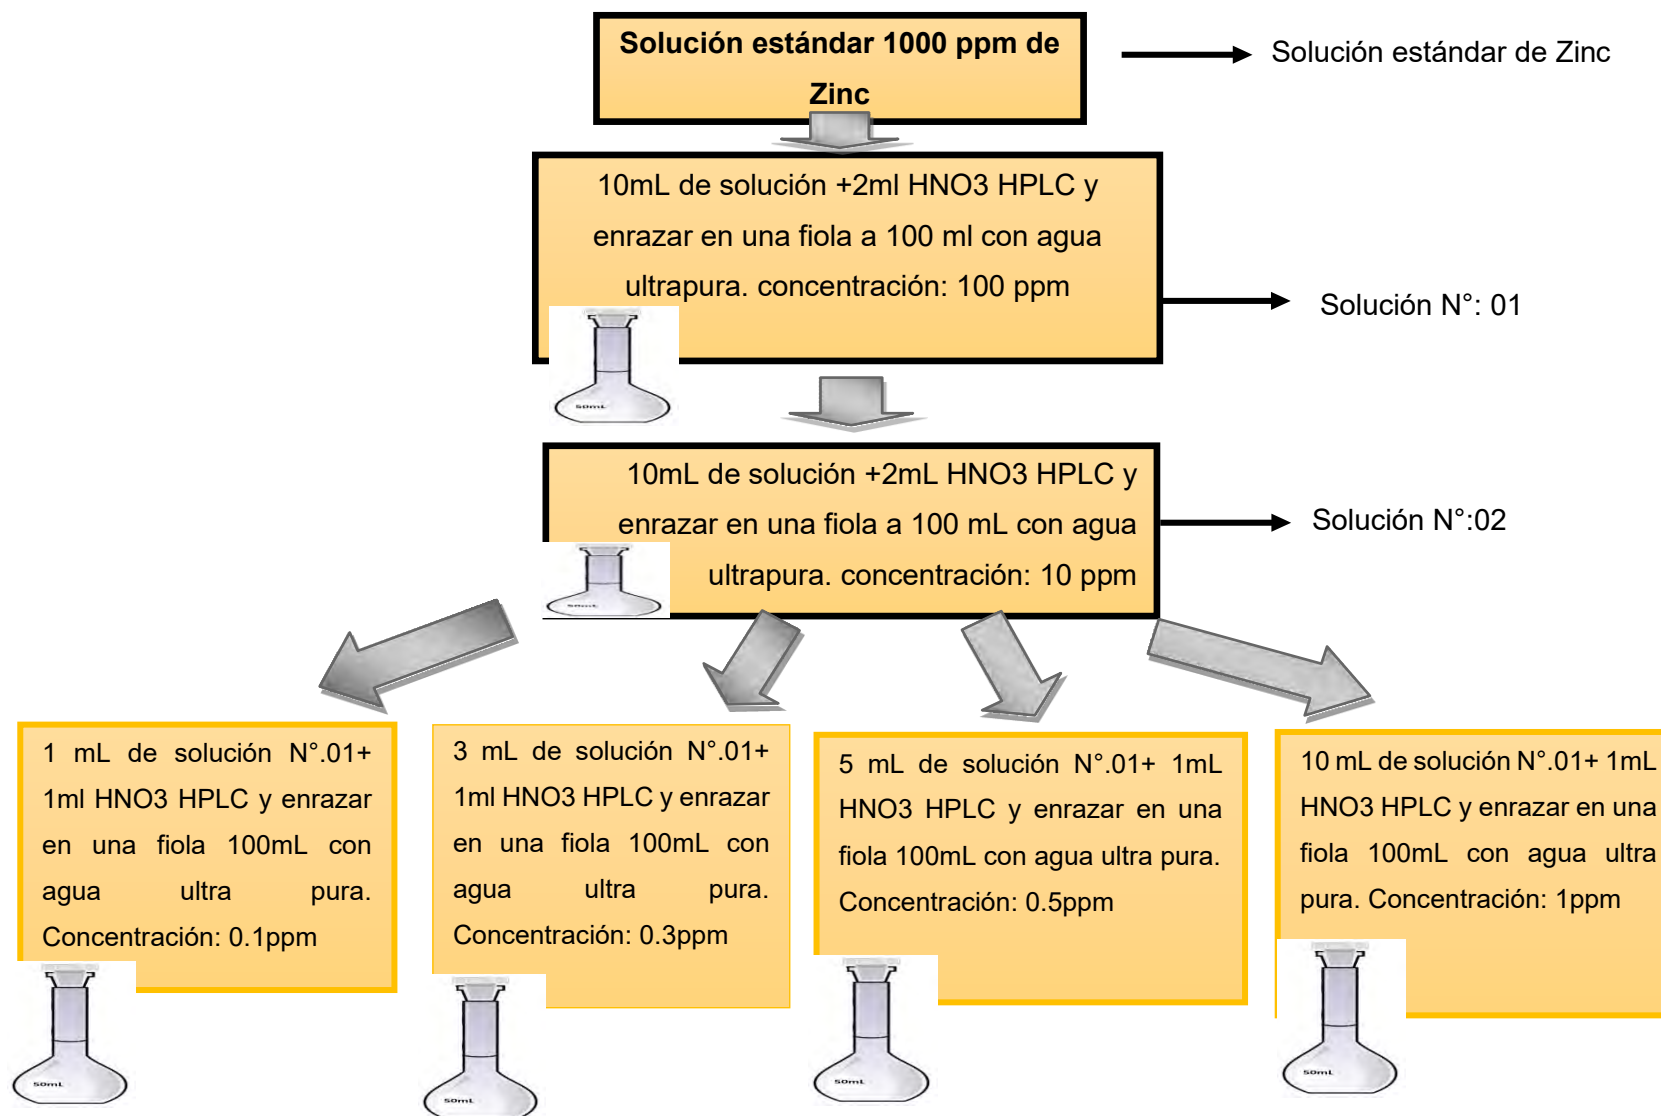 Solución estándar 1000 ppm de
Zinc
Solución estándar de Zinc
10mL de solución +2ml HNO3 HPLC y
enrazar en una fiola a 100 ml con agua
ultrapura. concentración: 100 ppm
Solución N°: 01
50mL
10mL de solución +2mL HNO3 HPLC y
enrazar en una fiola a 100 mL con agua
ultrapura. concentración: 10 ppm
Solución N°:02
50mL
1 mL de solución N°.01+
1ml HNO3 HPLC y enrazar
en una fiola 100mL con
agua ultra pura.
Concentración: 0.1ppm
50mL
3 mL de solución N°.01+
1ml HNO3 HPLC y enrazar
en una fiola 100mL con
agua ultra pura.
Concentración: 0.3ppm
50mL
5 mL de solución N°.01+ 1mL
HNO3 HPLC y enrazar en una
fiola 100mL con agua ultra pura.
Concentración: 0.5ppm
50mL
10 mL de solución N°.01+ 1mL
HNO3 HPLC y enrazar en una
fiola 100mL con agua ultra
pura. Concentración: 1ppm
50mL